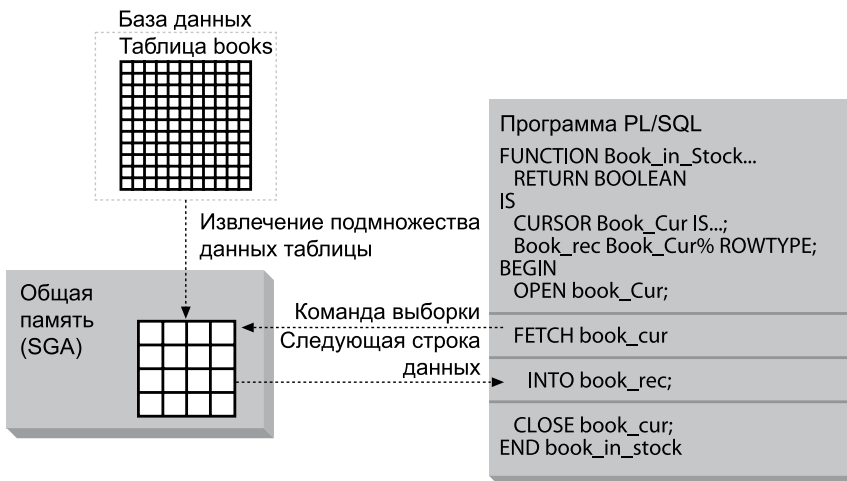 База данных
Таблица books
Извлечение подмножества
данных таблицы
Общая
память
(SGA)
Команда выборки
Следующая строка
данных
Программа PL/SQL
FUNCTION Book_in_Stock...
RETURN BOOLEAN
IS
CURSOR Book_Cur IS...;
Book_rec Book_Cur% ROWTYPE;
BEGIN
OPEN book_Cur;
FETCH book_cur
INTO book_rec;
CLOSE book_cur;
END book_in_stock